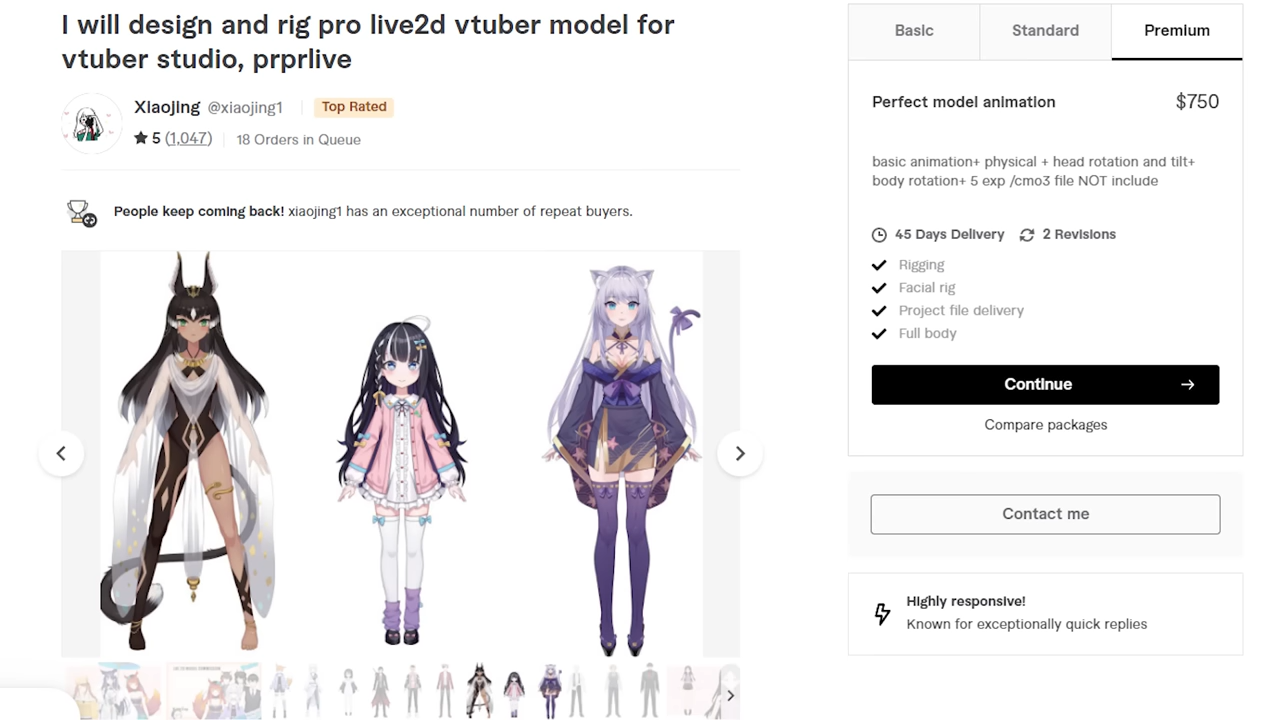 I will design and rig pro live2d vtuber model for
vtuber studio, prprlive
Xiaojing @xiaojing1
Top Rated
5 (1,047)
18 Orders in Queue
People keep coming back! xiaojing1 has an exceptional number of repeat buyers.
Basic
Standard
Premium
Perfect model animation
$750
basic animation+ physical + head rotation and tilt+
body rotation+ 5 exp /cmo3 file NOT include
45 Days Delivery
2 Revisions
Rigging
Facial rig
Project file delivery
Full body
Continue
Compare packages
Contact me
Highly responsive!
Known for exceptionally quick replies